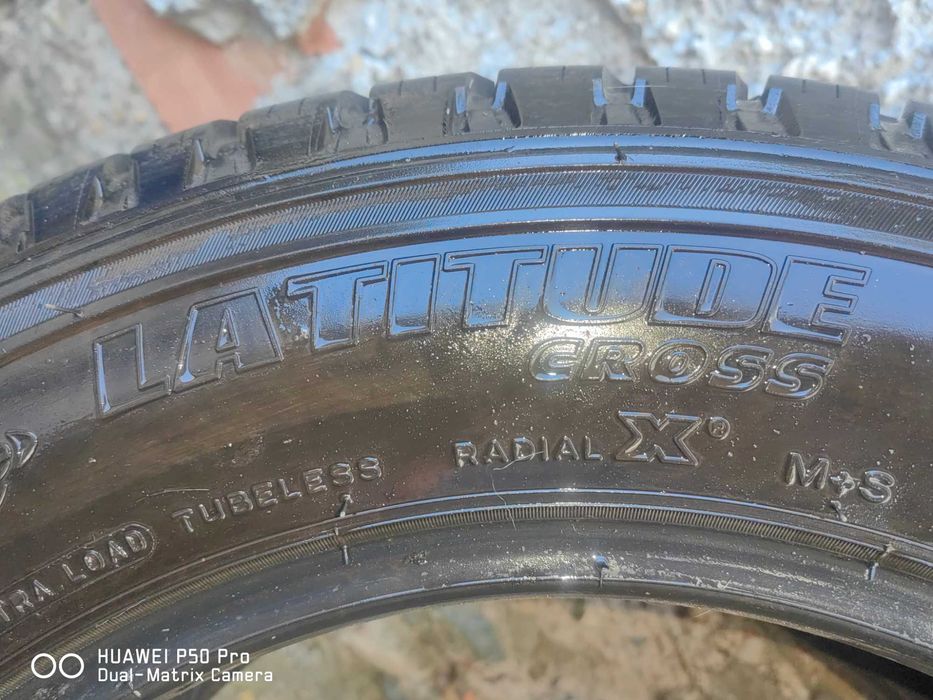 LATITUDE
CROSS
TRA LOAD TUBELESS RADIAL X® M+S
HUAWEI P50 Pro
Dual-Matrix Camera